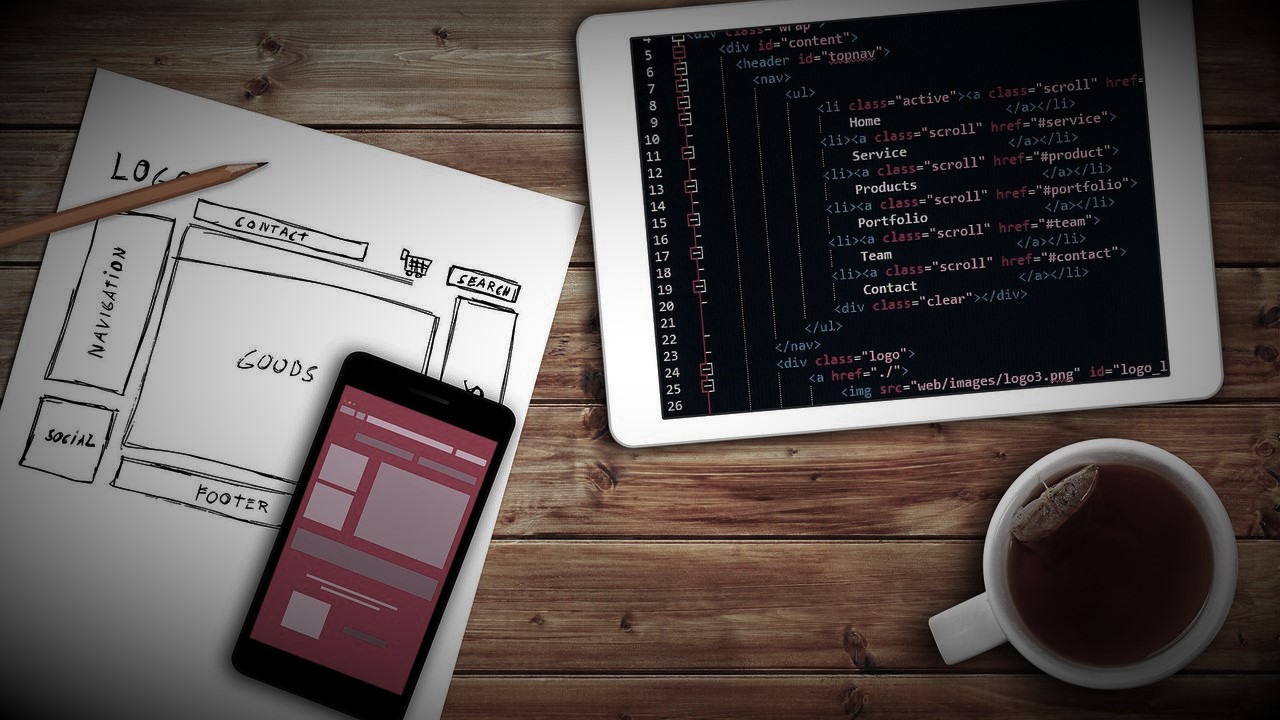 LOGO
CONTACT
SEARCH
NAVIGATION
GOODS
SOCIAL
FOOTER
4 <div class="wrap">
5 <div id="content">
6 <header id="topnav">
7 <nav>
8 <ul>
9 <li class="active"><a class="scroll" href=
Home </a></li>
10 <li><a class="scroll" href="#service">
11 Service </a></li>
12 <li><a class="scroll" href="#product">
13 Products </a></li>
14 <li><a class="scroll" href="#portfolio">
15 Portfolio </a></li>
16 <li><a class="scroll" href="#team">
17 Team </a></li>
18 <li><a class="scroll" href="#contact">
19 Contact </a></li>
20 <div class="clear"></div>
21 </ul>
22 </nav>
23 <div class="logo">
24 <a href="./">
25 <img src="web/images/logo3.png" id="logo_l
26